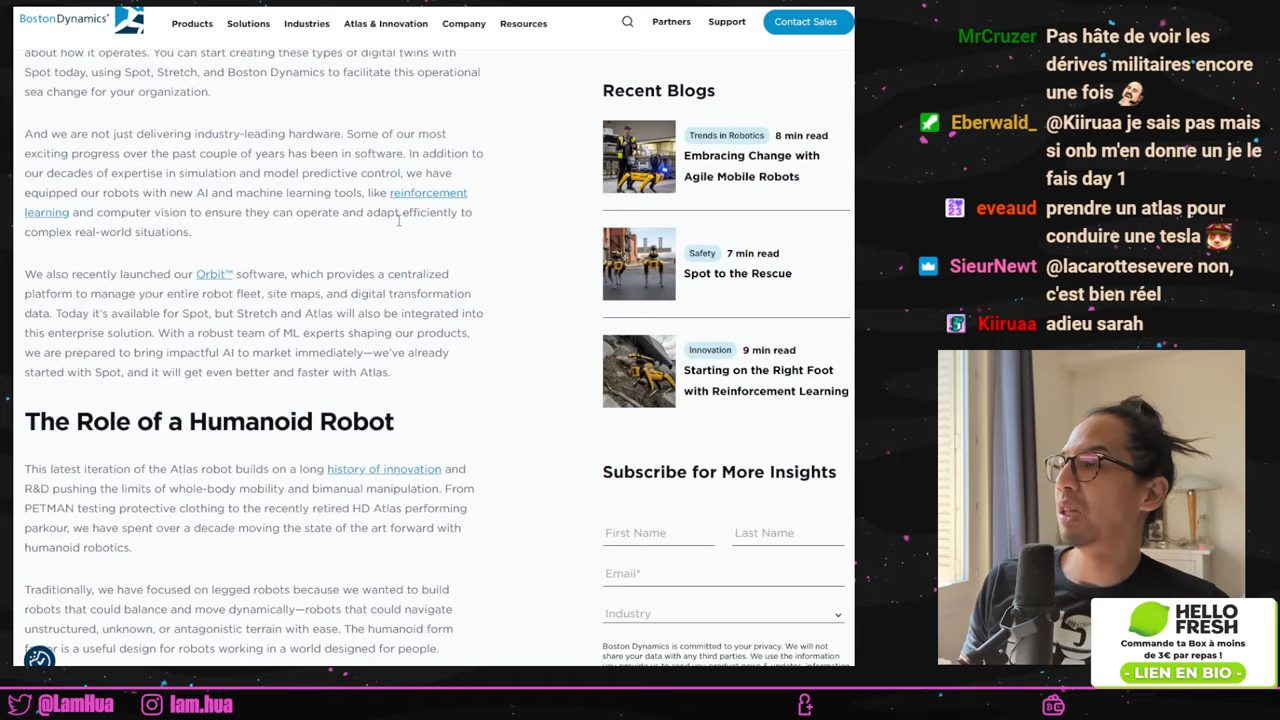 BostonDynamics
Products
Solutions
Industries
Atlas & Innovation
Company
Resources
Partners
Support
Contact Sales
about how it operates. You can start creating these types of digital twins with
Spot today, using Spot, Stretch, and Boston Dynamics to facilitate this operational
sea change for your organization.
And we are not just delivering industry-leading hardware. Some of our most
exciting progress over the past couple of years has been in software. In addition to
our decades of expertise in simulation and model predictive control, we have
equipped our robots with new AI and machine learning tools, like reinforcement
learning and computer vision to ensure they can operate and adapt efficiently to
complex real-world situations.
We also recently launched our Orbit™ software, which provides a centralized
platform to manage your entire robot fleet, site maps, and digital transformation
data. Today it's available for Spot, but Stretch and Atlas will also be integrated into
this enterprise solution. With a robust team of ML experts shaping our products,
we are prepared to bring impactful AI to market immediately—we've already
started with Spot, and it will get even better and faster with Atlas.
The Role of a Humanoid Robot
This latest iteration of the Atlas robot builds on a long history of innovation and
R&D pushing the limits of whole-body mobility and bimanual manipulation. From
PETMAN testing protective clothing to the recently retired HD Atlas performing
parkour, we have spent over a decade moving the state of the art forward with
humanoid robotics.
Traditionally, we have focused on legged robots because we wanted to build
robots that could balance and move dynamically—robots that could navigate
unstructured, unknown, or antagonistic terrain with ease. The humanoid form
is a useful design for robots working in a world designed for people.
Recent Blogs
Trends in Robotics
8 min read
Embracing Change with
Agile Mobile Robots
Safety
7 min read
Spot to the Rescue
Innovation
9 min read
Starting on the Right Foot
with Reinforcement Learning
Subscribe for More Insights
First Name
Last Name
Email*
Industry
Boston Dynamics is committed to your privacy. We will not
share your data with any third parties. We use the information
MrCruzer Pas hâte de voir les
dérives militaires encore
une fois
Eberwald_ @Kiiruaa je sais pas mais
si onb m'en donne un je le
fais day 1
eveaud prendre un atlas pour
conduire une tesla
SieurNewt @lacarottesevere non,
c'est bien réel
Kiiruaa adieu sarah
HELLO
FRESH
Commande ta Box à moins
de 3€ par repas !
- LIEN EN BIO -
@LamHua
lam.hua